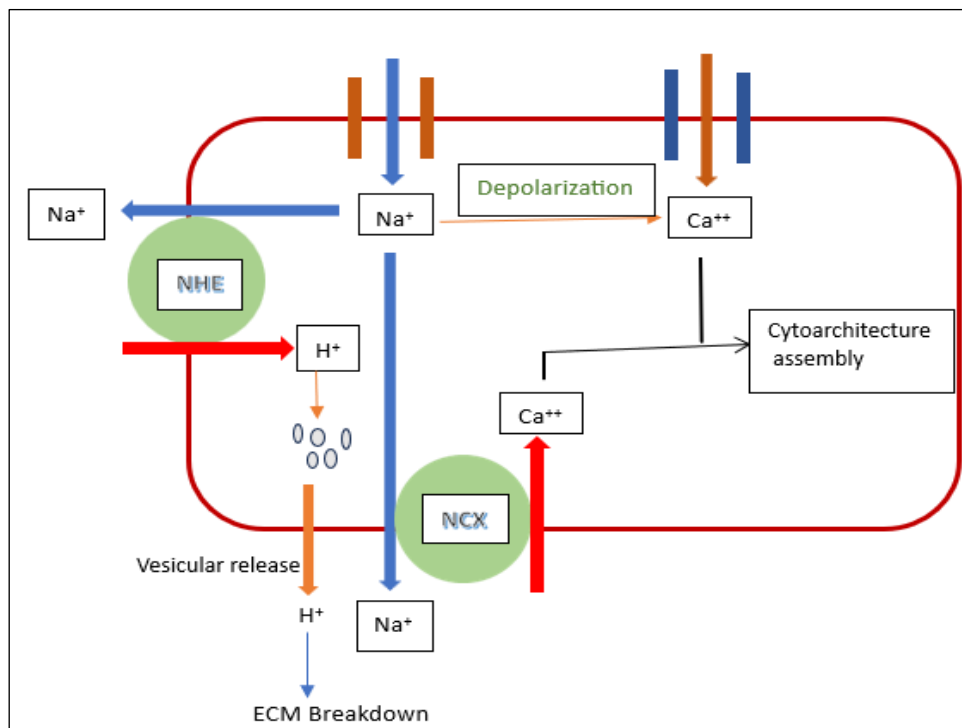 Depolarization
Na⁺
Na⁺
Ca⁺⁺
NHE
H⁺
Cytoarchitecture
assembly
Ca⁺⁺
NCX
Vesicular release
H⁺
Na⁺
ECM Breakdown